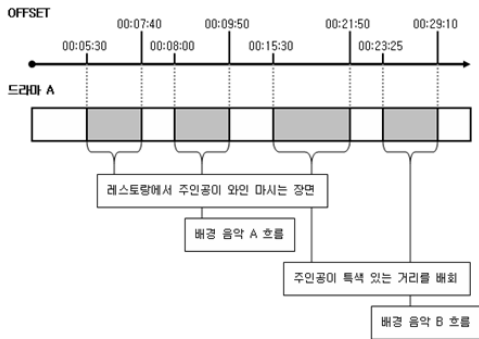 OFFSET
00:07:40 00:09:50 00:21:50 00:29:10
00:05:30 00:08:00 00:15:30 00:23:25
드라마 A
레스토랑에서 주인공이 와인 마시는 장면
배경 음악 A 흐름
주인공이 특색 있는 거리를 배회
배경 음악 B 흐름